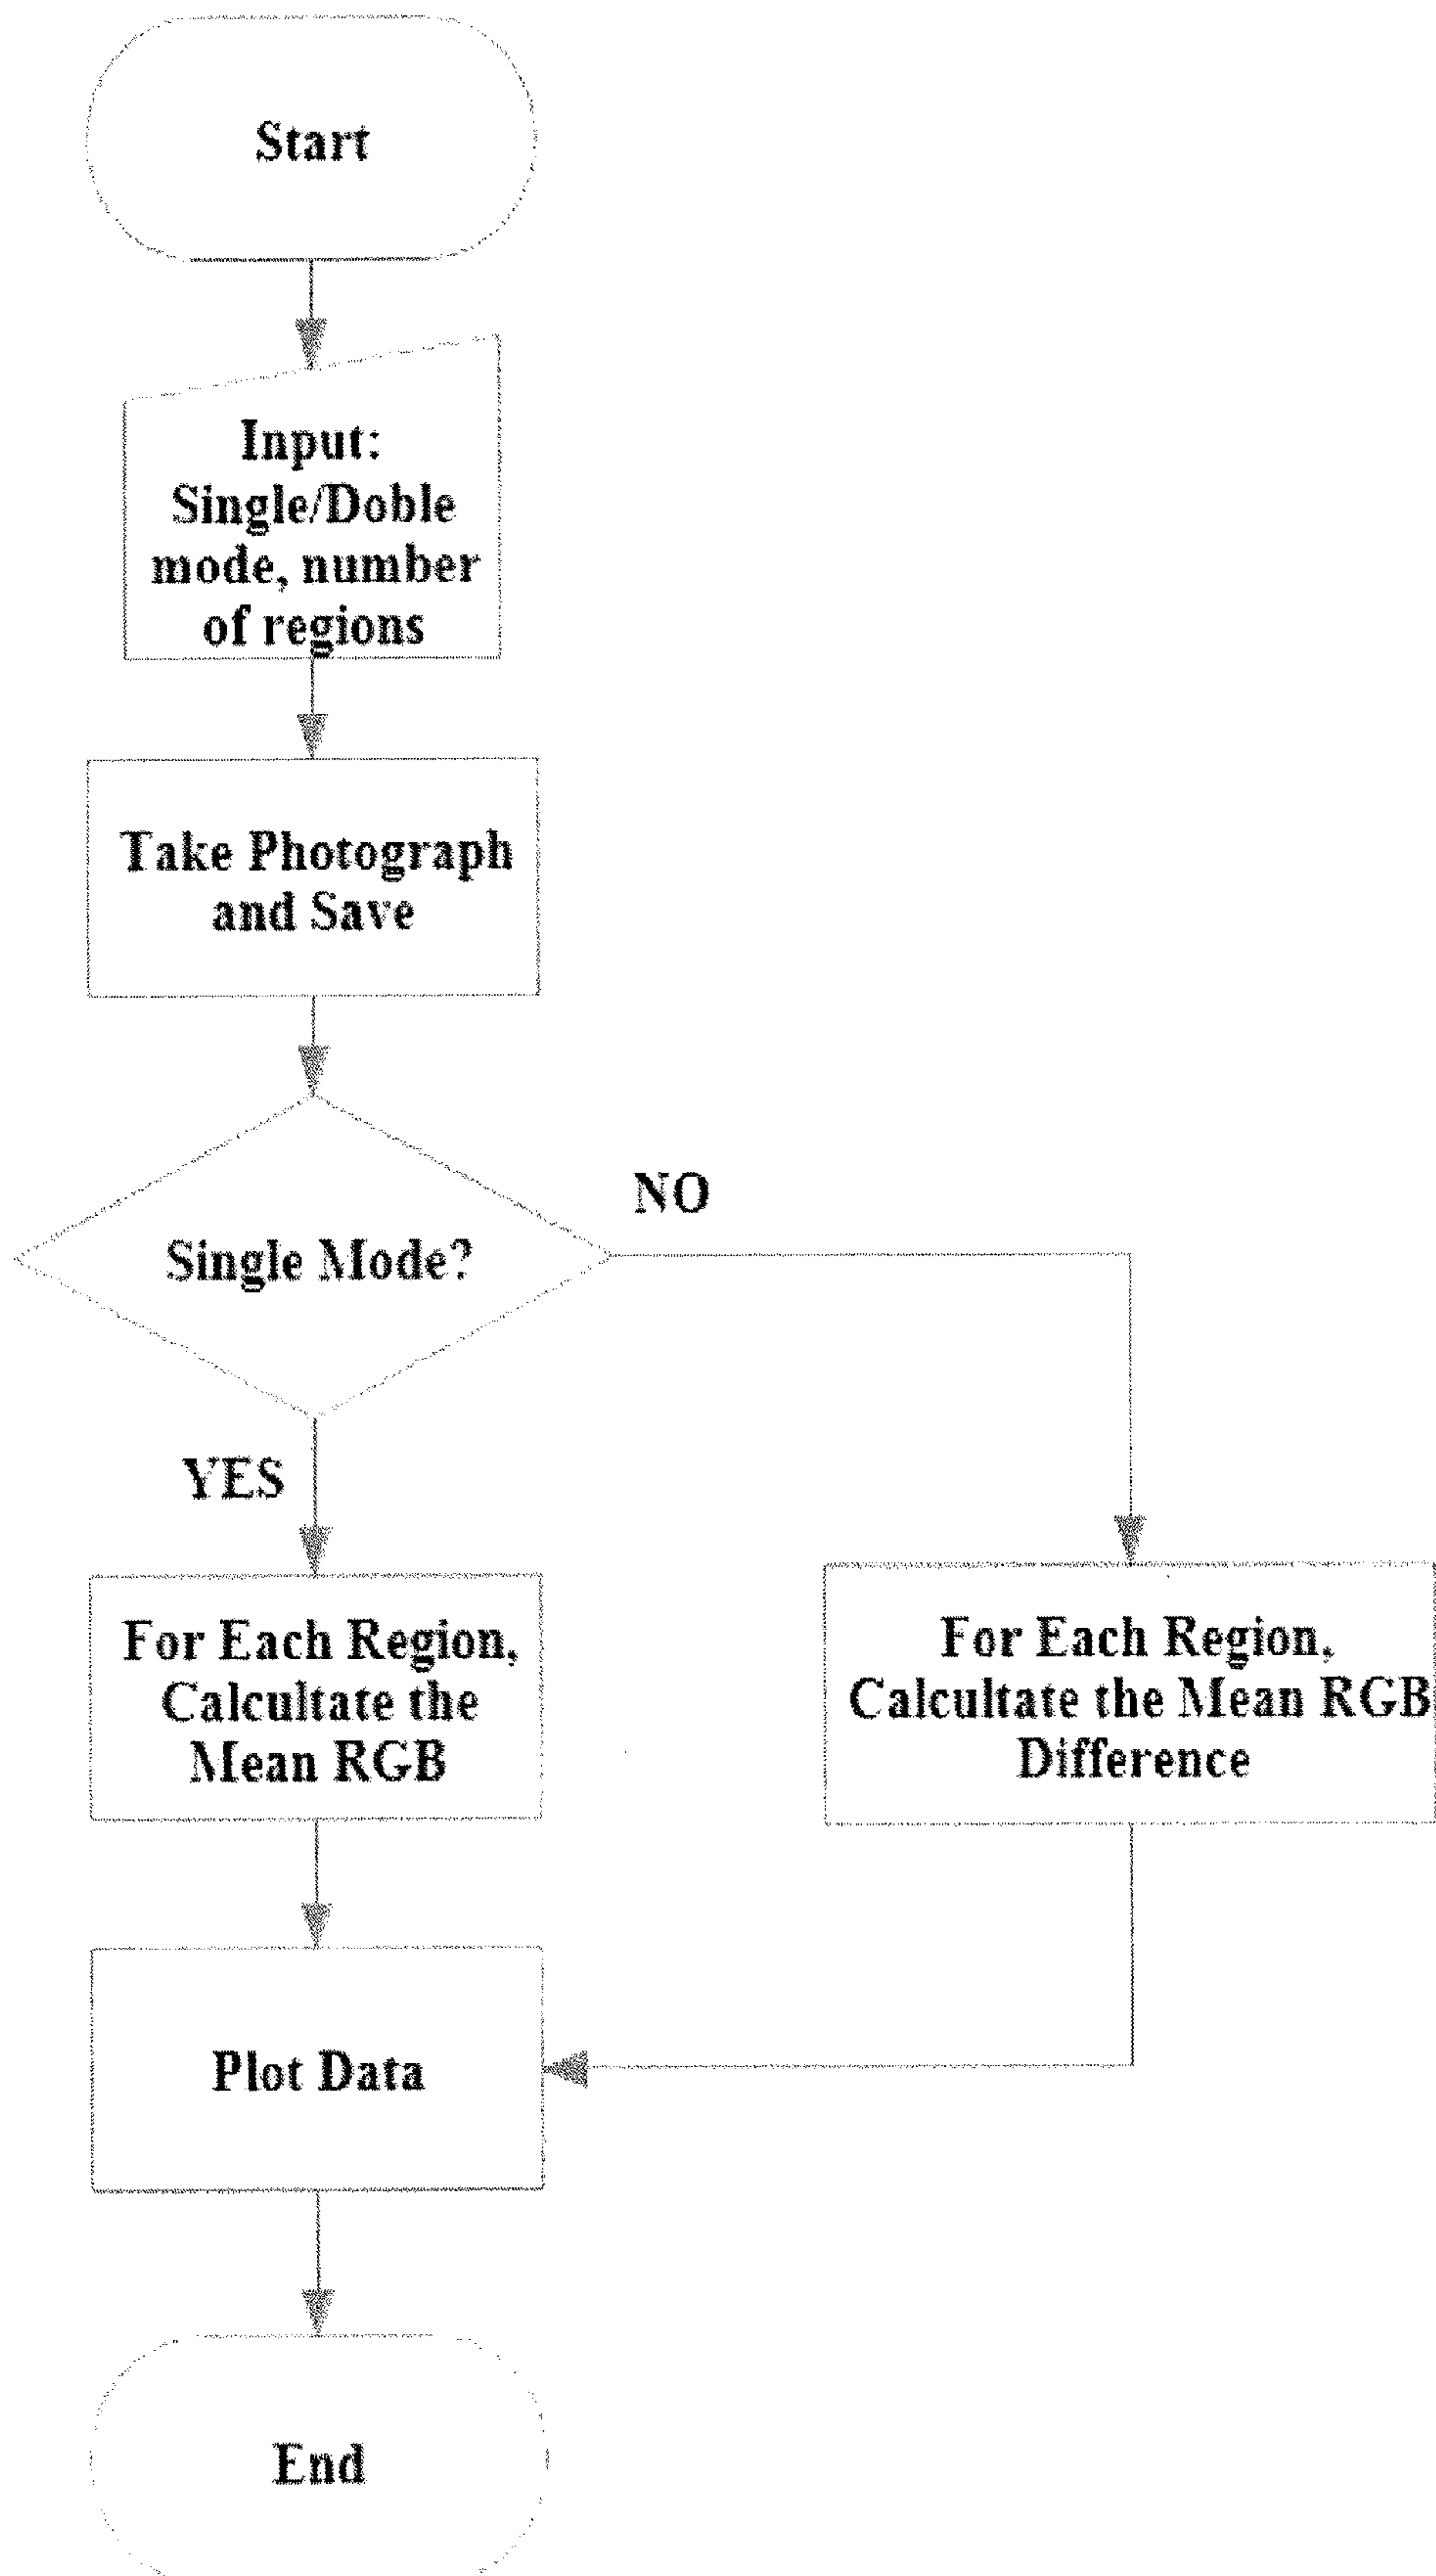 Start
Input:
Single/Doble
mode, number
of regions
Take Photograph
and Save
Single Mode?
NO
YES
For Each Region,
Calcultate the
Mean RGB
For Each Region,
Calcultate the Mean RGB
Difference
Plot Data
End